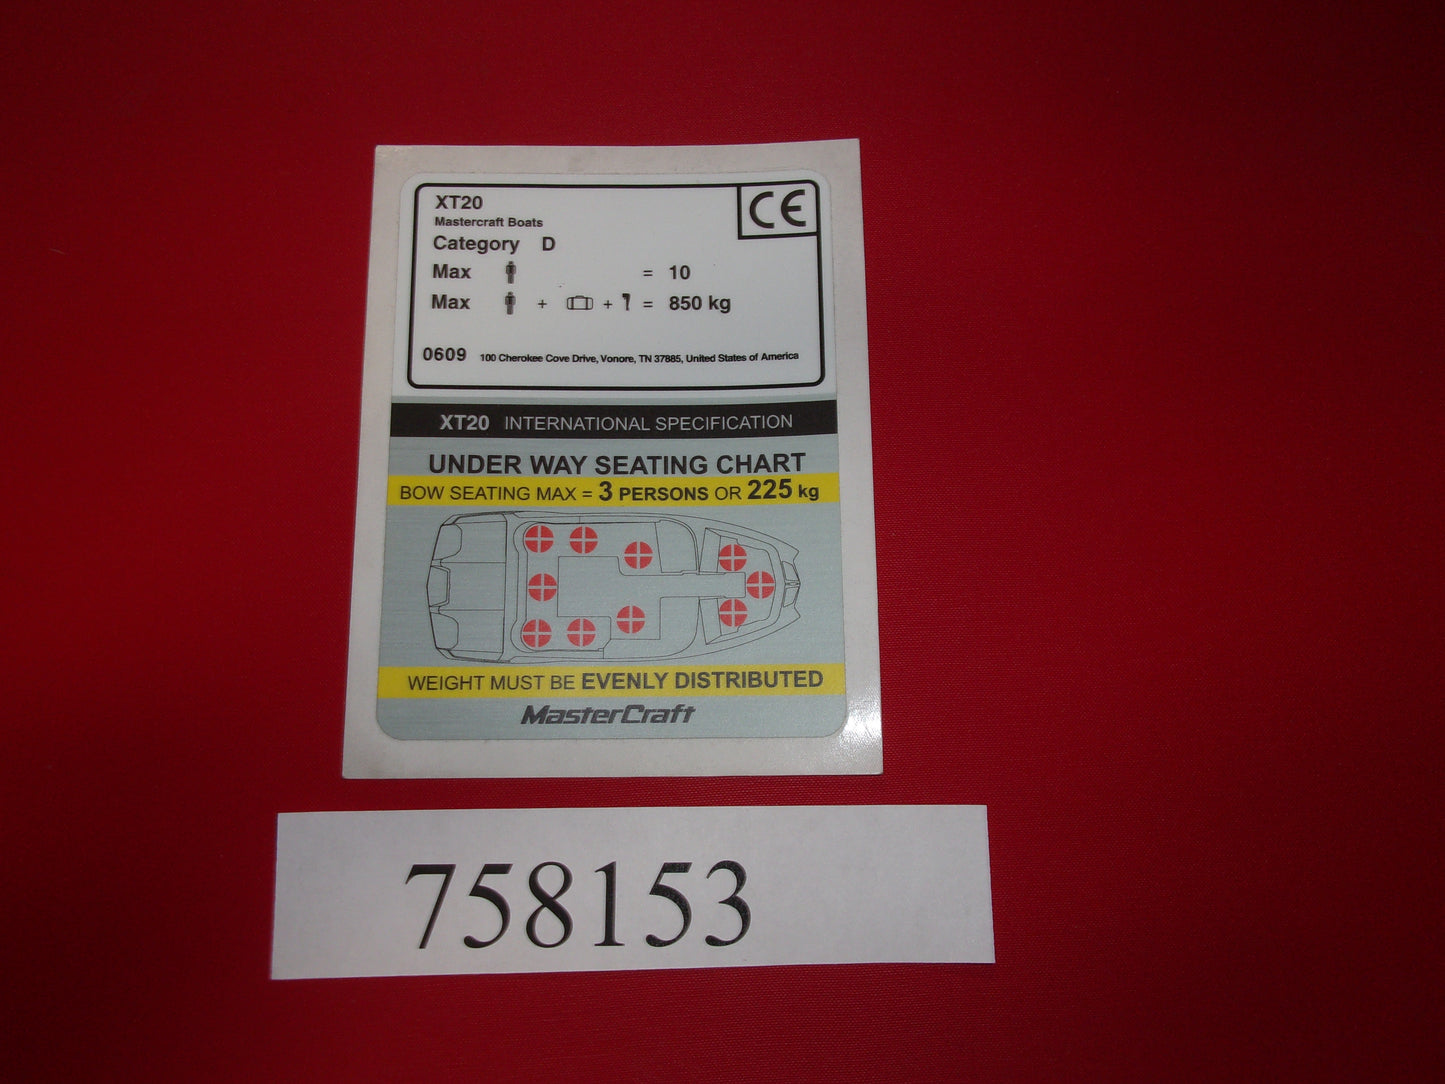 XT20
Mastercraft Boats
Category D
Max = 10
Max + + = 850 kg
0609 100 Cherokee Cove Drive, Vonore, TN 37885, United States of America
CE
XT20 INTERNATIONAL SPECIFICATION
UNDER WAY SEATING CHART
BOW SEATING MAX = 3 PERSONS OR 225 kg
WEIGHT MUST BE EVENLY DISTRIBUTED
MasterCraft
758153